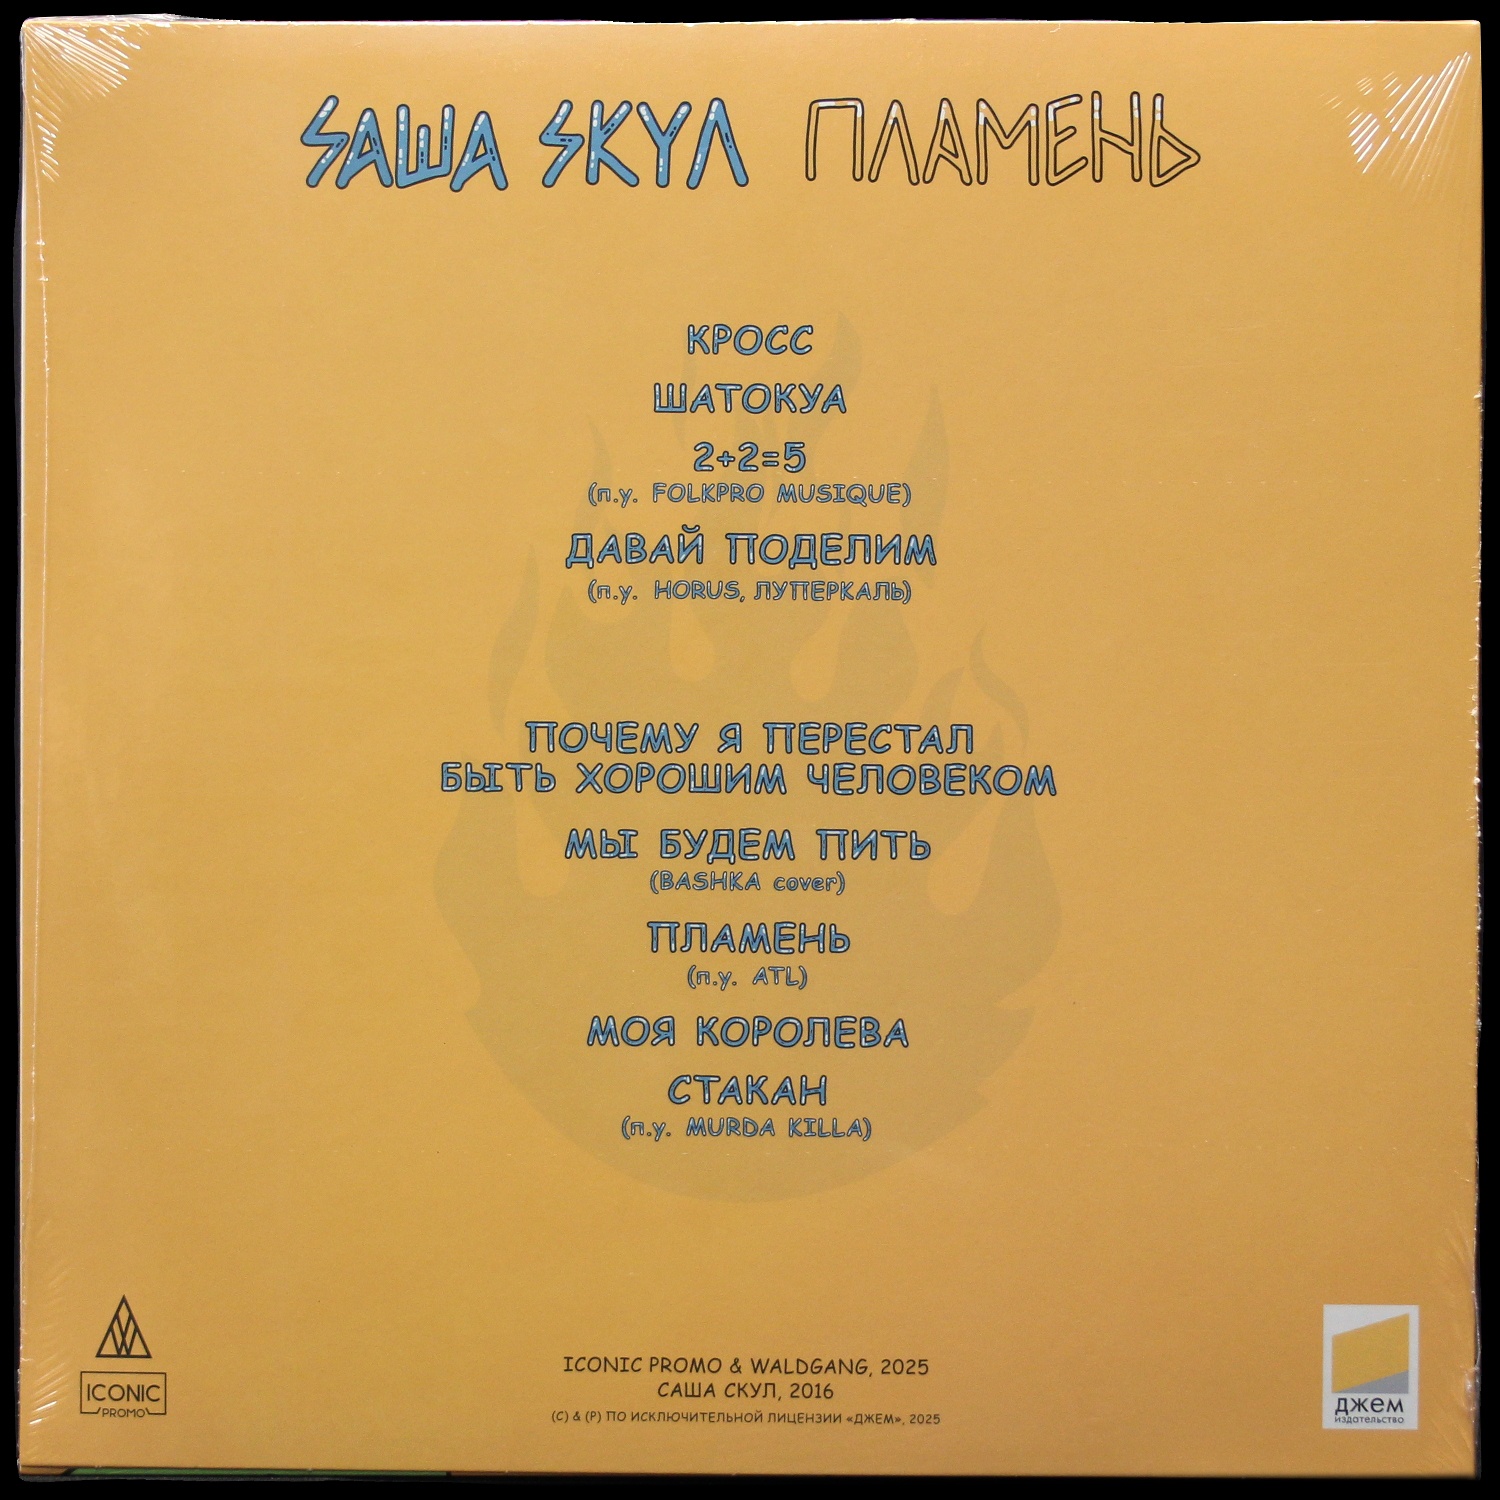 SАША SKУЛ ПЛАМЕНЬ
КРОСС
ШАТОКУА
2+2=5
(п.у. FOLKPRO MUSIQUE)
ДАВАЙ ПОДЕЛИМ
(п.у. HORUS, ЛУПЕРКАЛЬ)
ПОЧЕМУ Я ПЕРЕСТАЛ
БЫТЬ ХОРОШИМ ЧЕЛОВЕКОМ
МЫ БУДЕМ ПИТЬ
(BASHKA cover)
ПЛАМЕНЬ
(п.у. ATL)
МОЯ КОРОЛЕВА
СТАКАН
(п.у. MURDA KILLA)
ICONIC
PROMO
ICONIC PROMO & WALDGANG, 2025
САША СКУЛ, 2016
(C) & (P) ПО ИСКЛЮЧИТЕЛЬНОЙ ЛИЦЕНЗИИ «ДЖЕМ», 2025
джем
издательство